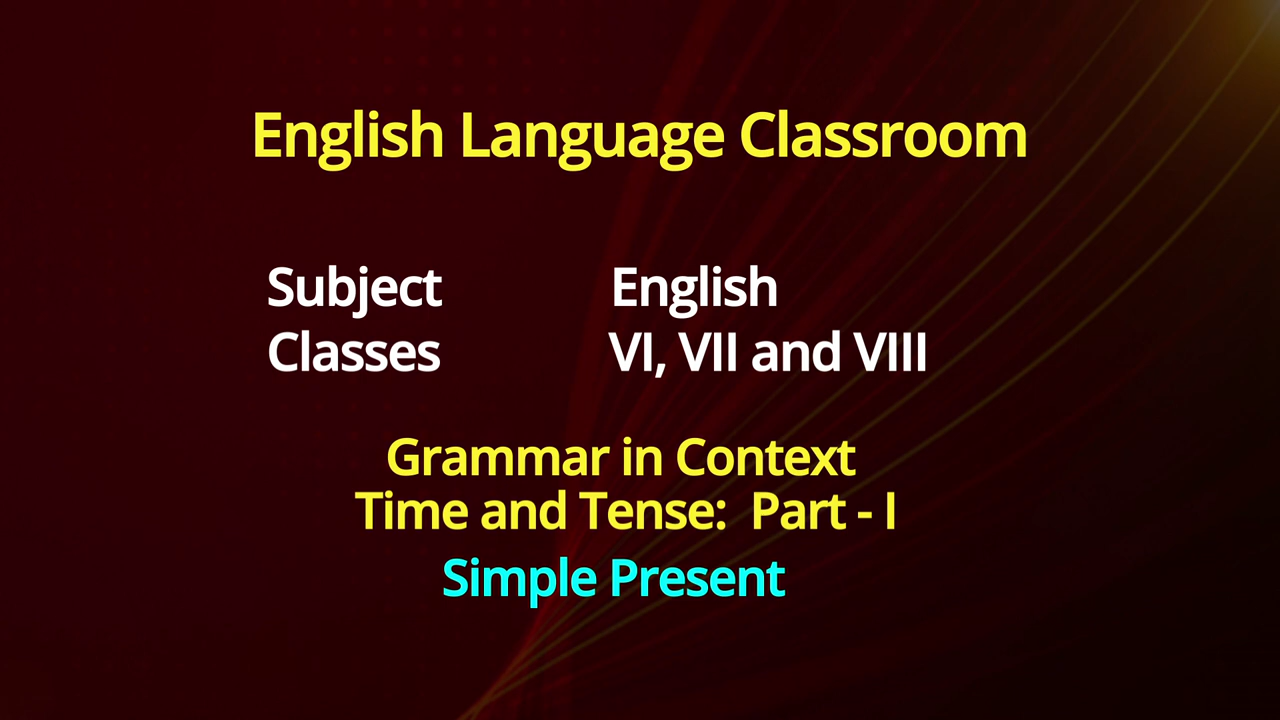 English Language Classroom
Subject English
Classes VI, VII and VIII
Grammar in Context
Time and Tense: Part - I
Simple Present